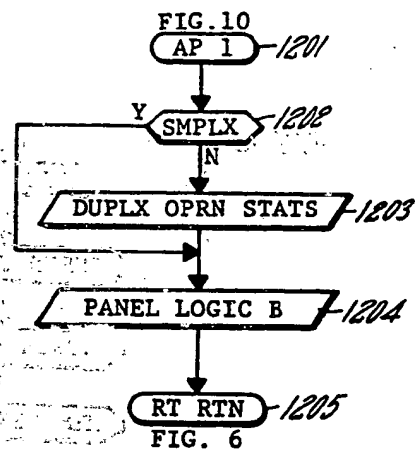 FIG.10
AP 1 1201
Y SMPLX 1202
N
DUPLX OPRN STATS 1203
PANEL LOGIC B 1204
RT RTN 1205
FIG. 6